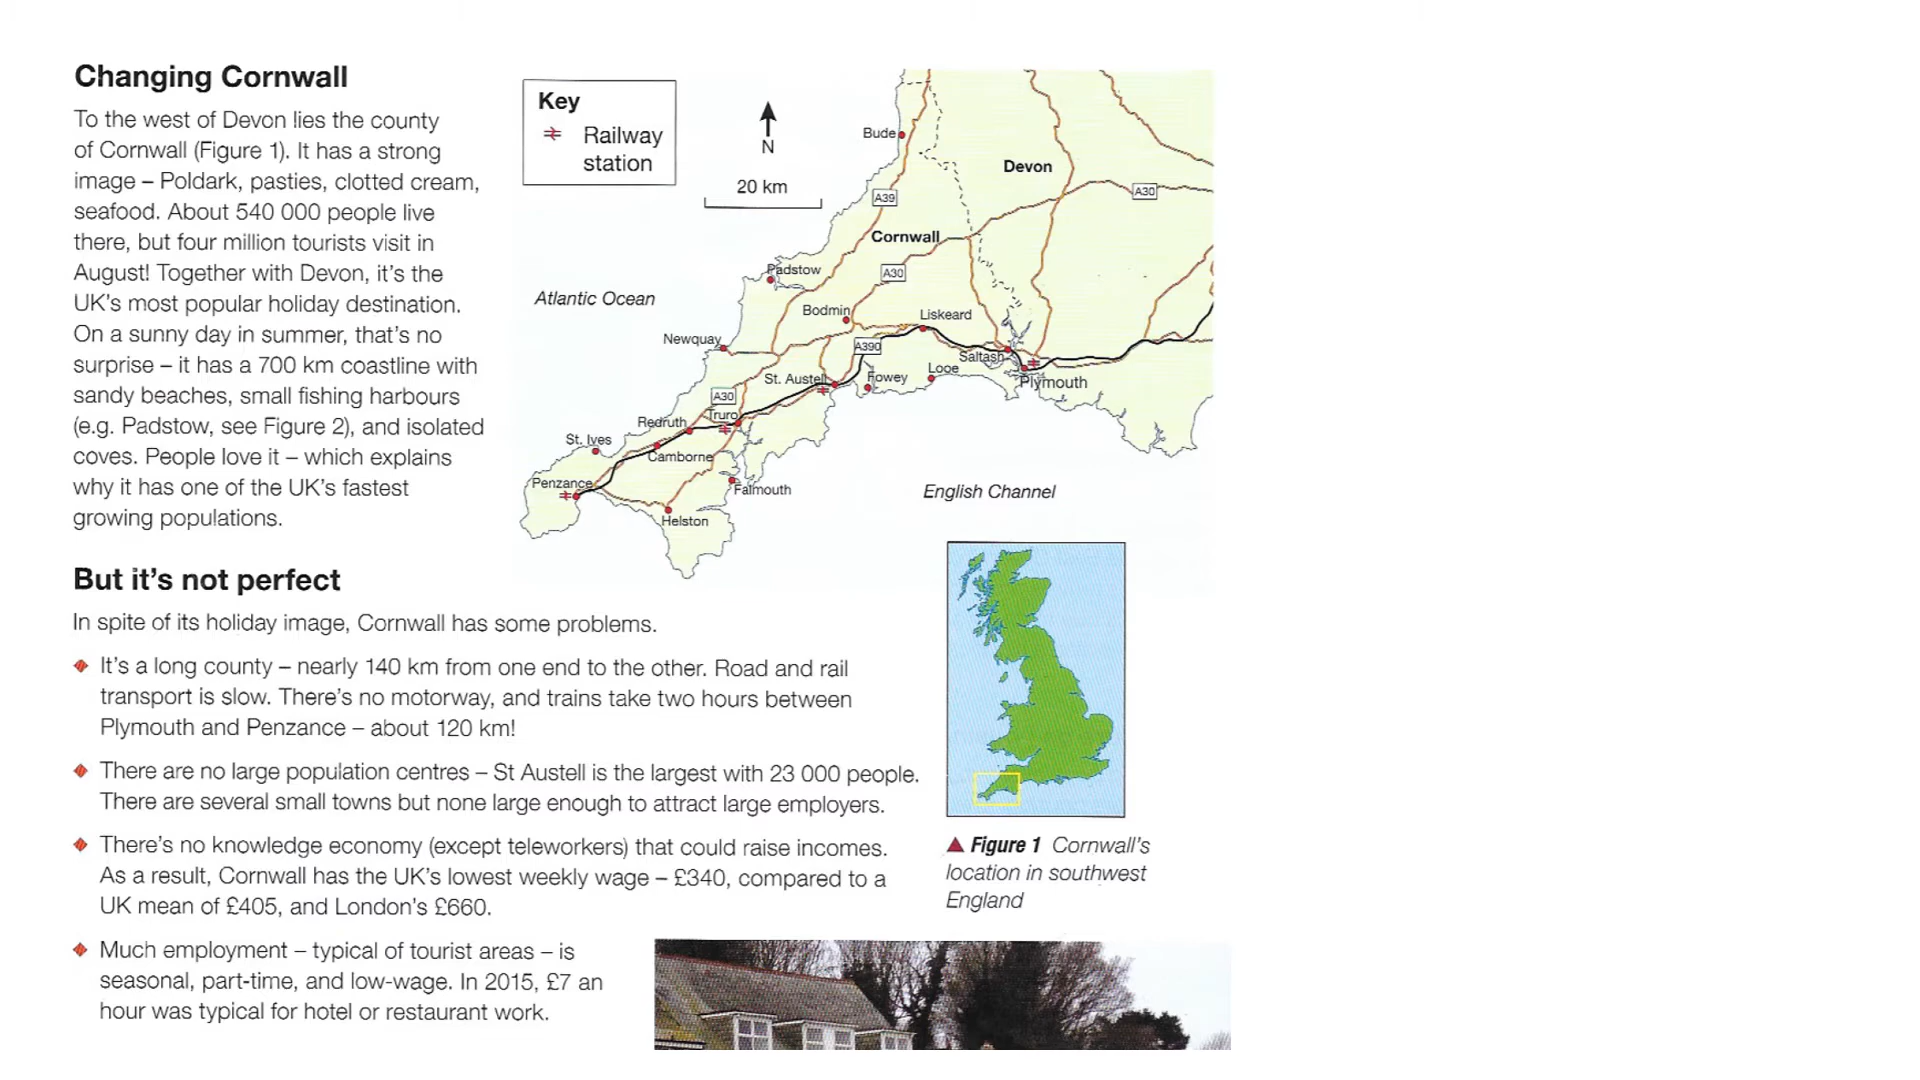 Changing Cornwall
To the west of Devon lies the county
of Cornwall (Figure 1). It has a strong
image – Poldark, pasties, clotted cream,
seafood. About 540 000 people live
there, but four million tourists visit in
August! Together with Devon, it's the
UK's most popular holiday destination.
On a sunny day in summer, that's no
surprise – it has a 700 km coastline with
sandy beaches, small fishing harbours
(e.g. Padstow, see Figure 2), and isolated
coves. People love it – which explains
why it has one of the UK's fastest
growing populations.
Key
Railway
station
N
20 km
Bude
Devon
A30
A39
Cornwall
Padstow
A30
Atlantic Ocean
Bodmin
Liskeard
Newquay
A390
Saltash
Looe
Fowey
St. Austell
Plymouth
A30
Truro
Redruth
St. Ives
Camborne
Penzance
Falmouth
English Channel
Helston
But it's not perfect
In spite of its holiday image, Cornwall has some problems.
It's a long county – nearly 140 km from one end to the other. Road and rail
transport is slow. There's no motorway, and trains take two hours between
Plymouth and Penzance – about 120 km!
There are no large population centres – St Austell is the largest with 23 000 people.
There are several small towns but none large enough to attract large employers.
There's no knowledge economy (except teleworkers) that could raise incomes.
As a result, Cornwall has the UK's lowest weekly wage – £340, compared to a
UK mean of £405, and London's £660.
Much employment – typical of tourist areas – is
seasonal, part-time, and low-wage. In 2015, £7 an
hour was typical for hotel or restaurant work.
▲ Figure 1 Cornwall's
location in southwest
England